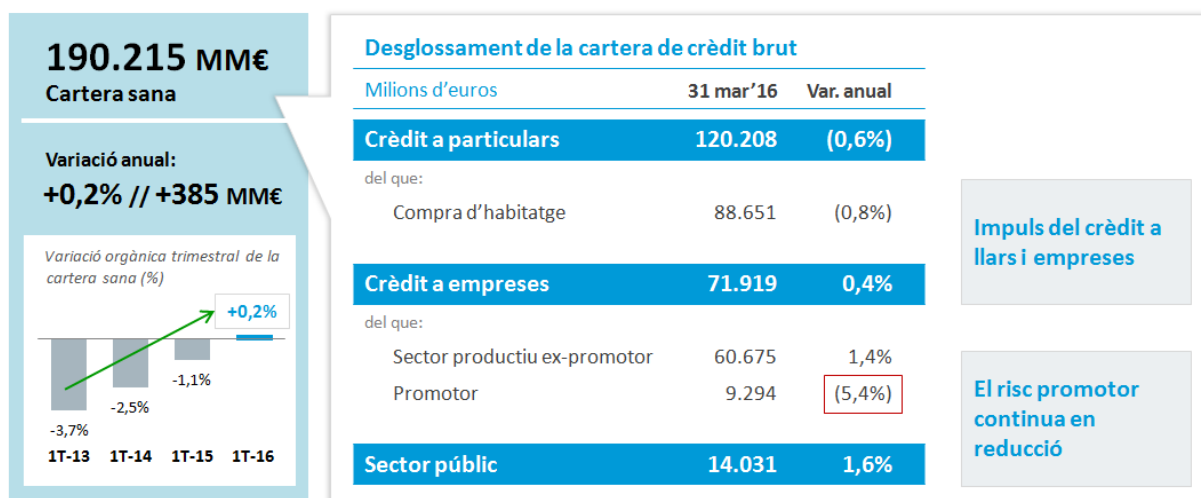 190.215 MM€
Cartera sana
Variació anual:
+0,2% // +385 MM€
Variació orgànica trimestral de la
cartera sana (%)
+0,2%
-1,1%
-2,5%
-3,7%
1T-13 1T-14 1T-15 1T-16
Desglossament de la cartera de crèdit brut
Milions d'euros 31 mar'16 Var. anual
Crèdit a particulars 120.208 (0,6%)
del que:
Compra d'habitatge 88.651 (0,8%)
Crèdit a empreses 71.919 0,4%
del que:
Sector productiu ex-promotor 60.675 1,4%
Promotor 9.294 (5,4%)
Sector públic 14.031 1,6%
Impuls del crèdit a
llars i empreses
El risc promotor
continua en
reducció